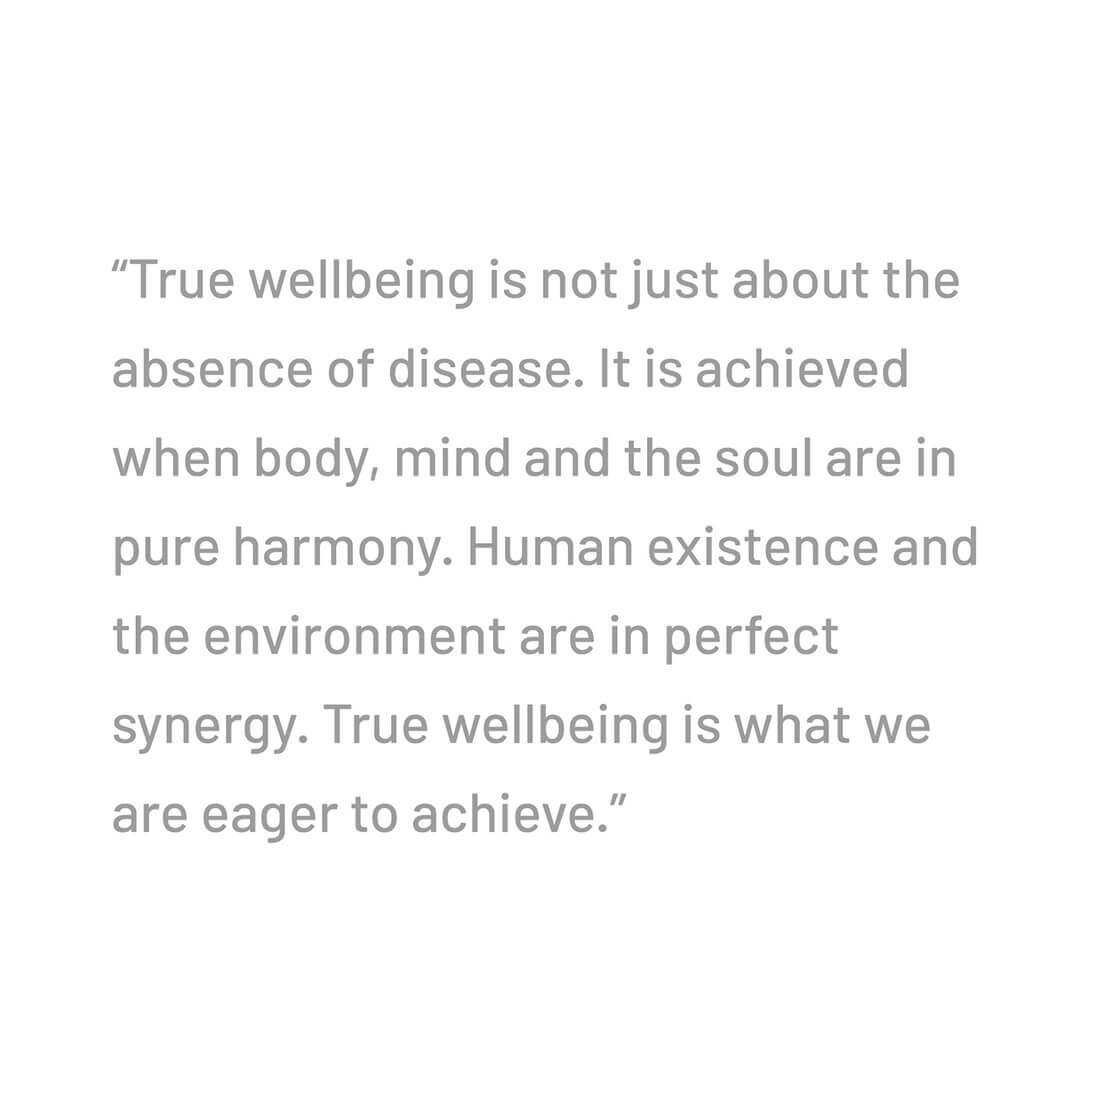 “True wellbeing is not just about the
absence of disease. It is achieved
when body, mind and the soul are in
pure harmony. Human existence and
the environment are in perfect
synergy. True wellbeing is what we
are eager to achieve.”